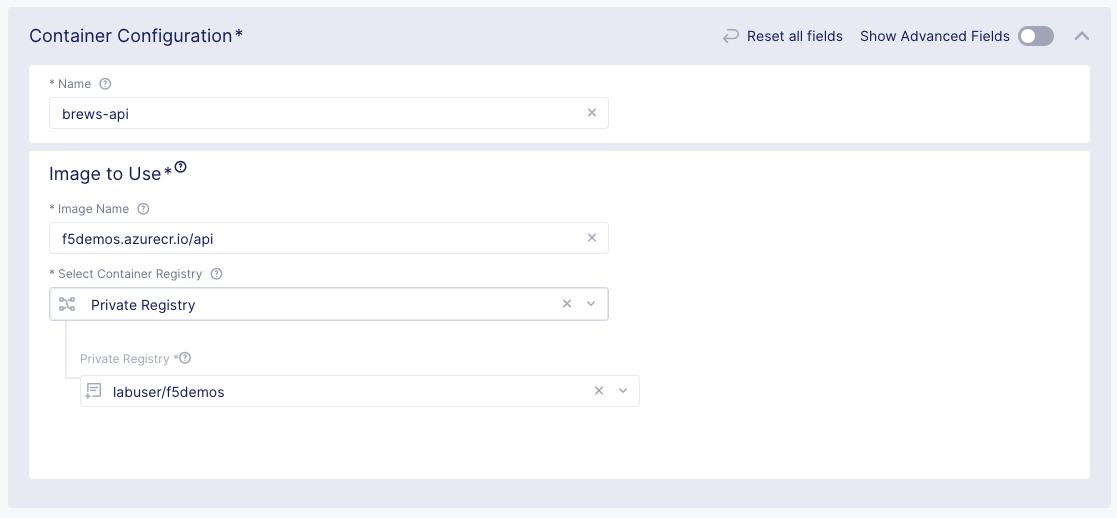 Container Configuration*
Reset all fields
Show Advanced Fields
* Name
brews-api
Image to Use*
* Image Name
f5demos.azurecr.io/api
* Select Container Registry
Private Registry
Private Registry *
labuser/f5demos